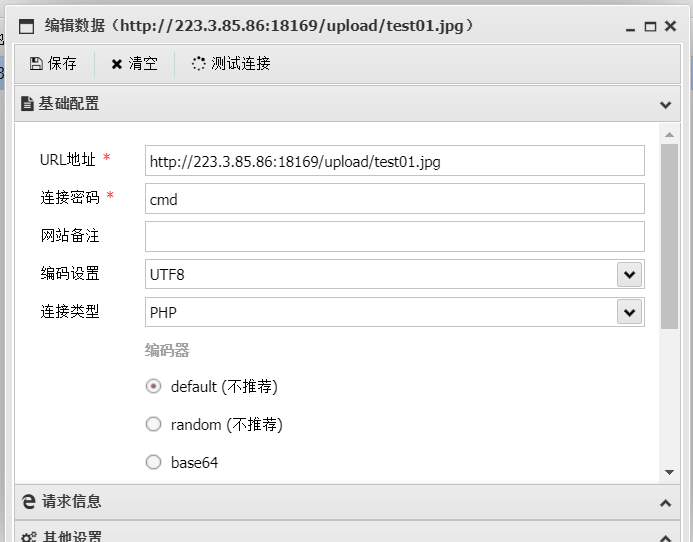 编辑数据（http://223.3.85.86:18169/upload/test01.jpg）
保存 清空 测试连接
基础配置
URL地址 * http://223.3.85.86:18169/upload/test01.jpg
连接密码 * cmd
网站备注
编码设置 UTF8
连接类型 PHP
编码器
default (不推荐)
random (不推荐)
base64
请求信息
其他设置